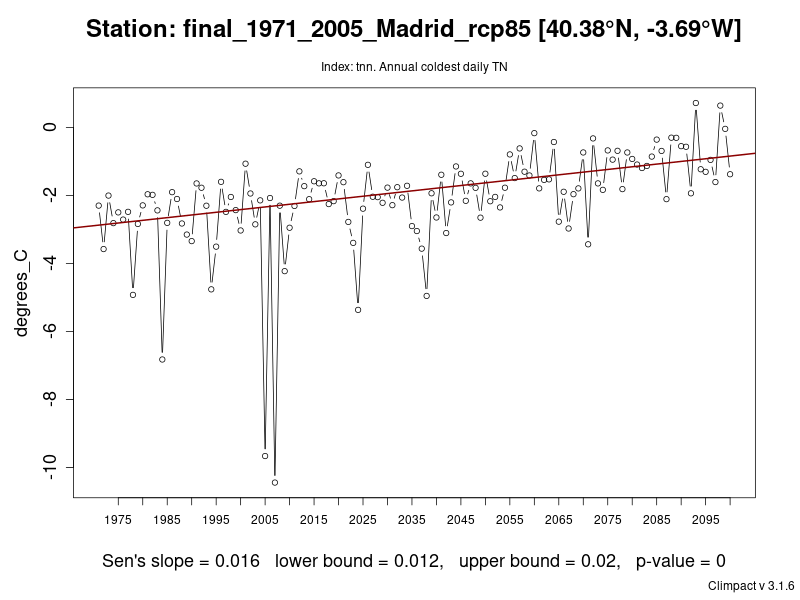 Station: final_1971_2005_Madrid_rcp85 [40.38°N, -3.69°W]
Index: tnn. Annual coldest daily TN
degrees_C
0
-2
-4
-6
-8
-10
1975 1985 1995 2005 2015 2025 2035 2045 2055 2065 2075 2085 2095
Sen's slope = 0.016 lower bound = 0.012, upper bound = 0.02, p-value = 0
Climpact v 3.1.6